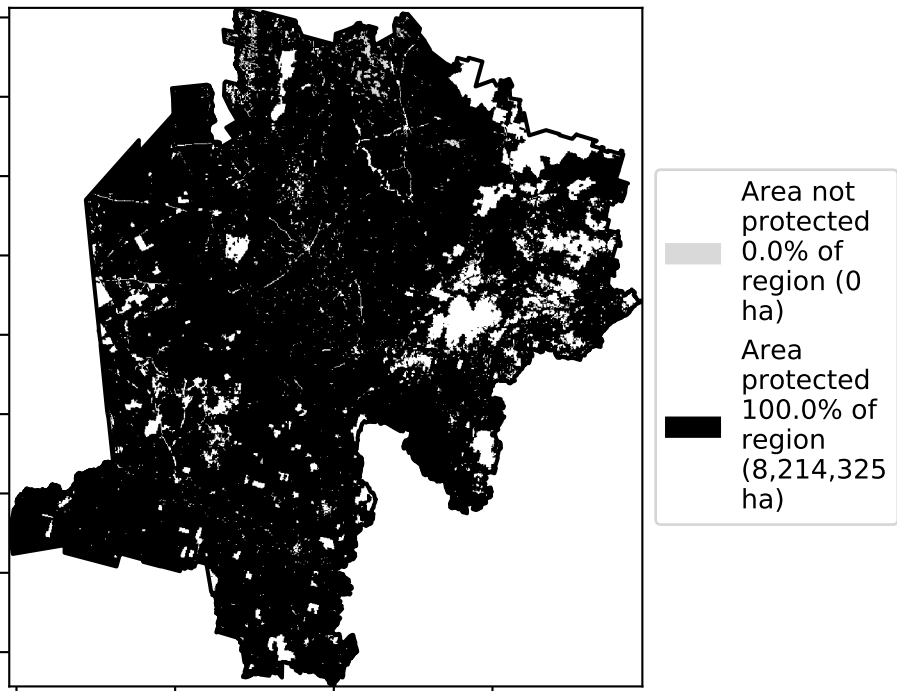 Area not
protected
0.0% of
region (0
ha)
Area
protected
100.0% of
region
(8,214,325
ha)